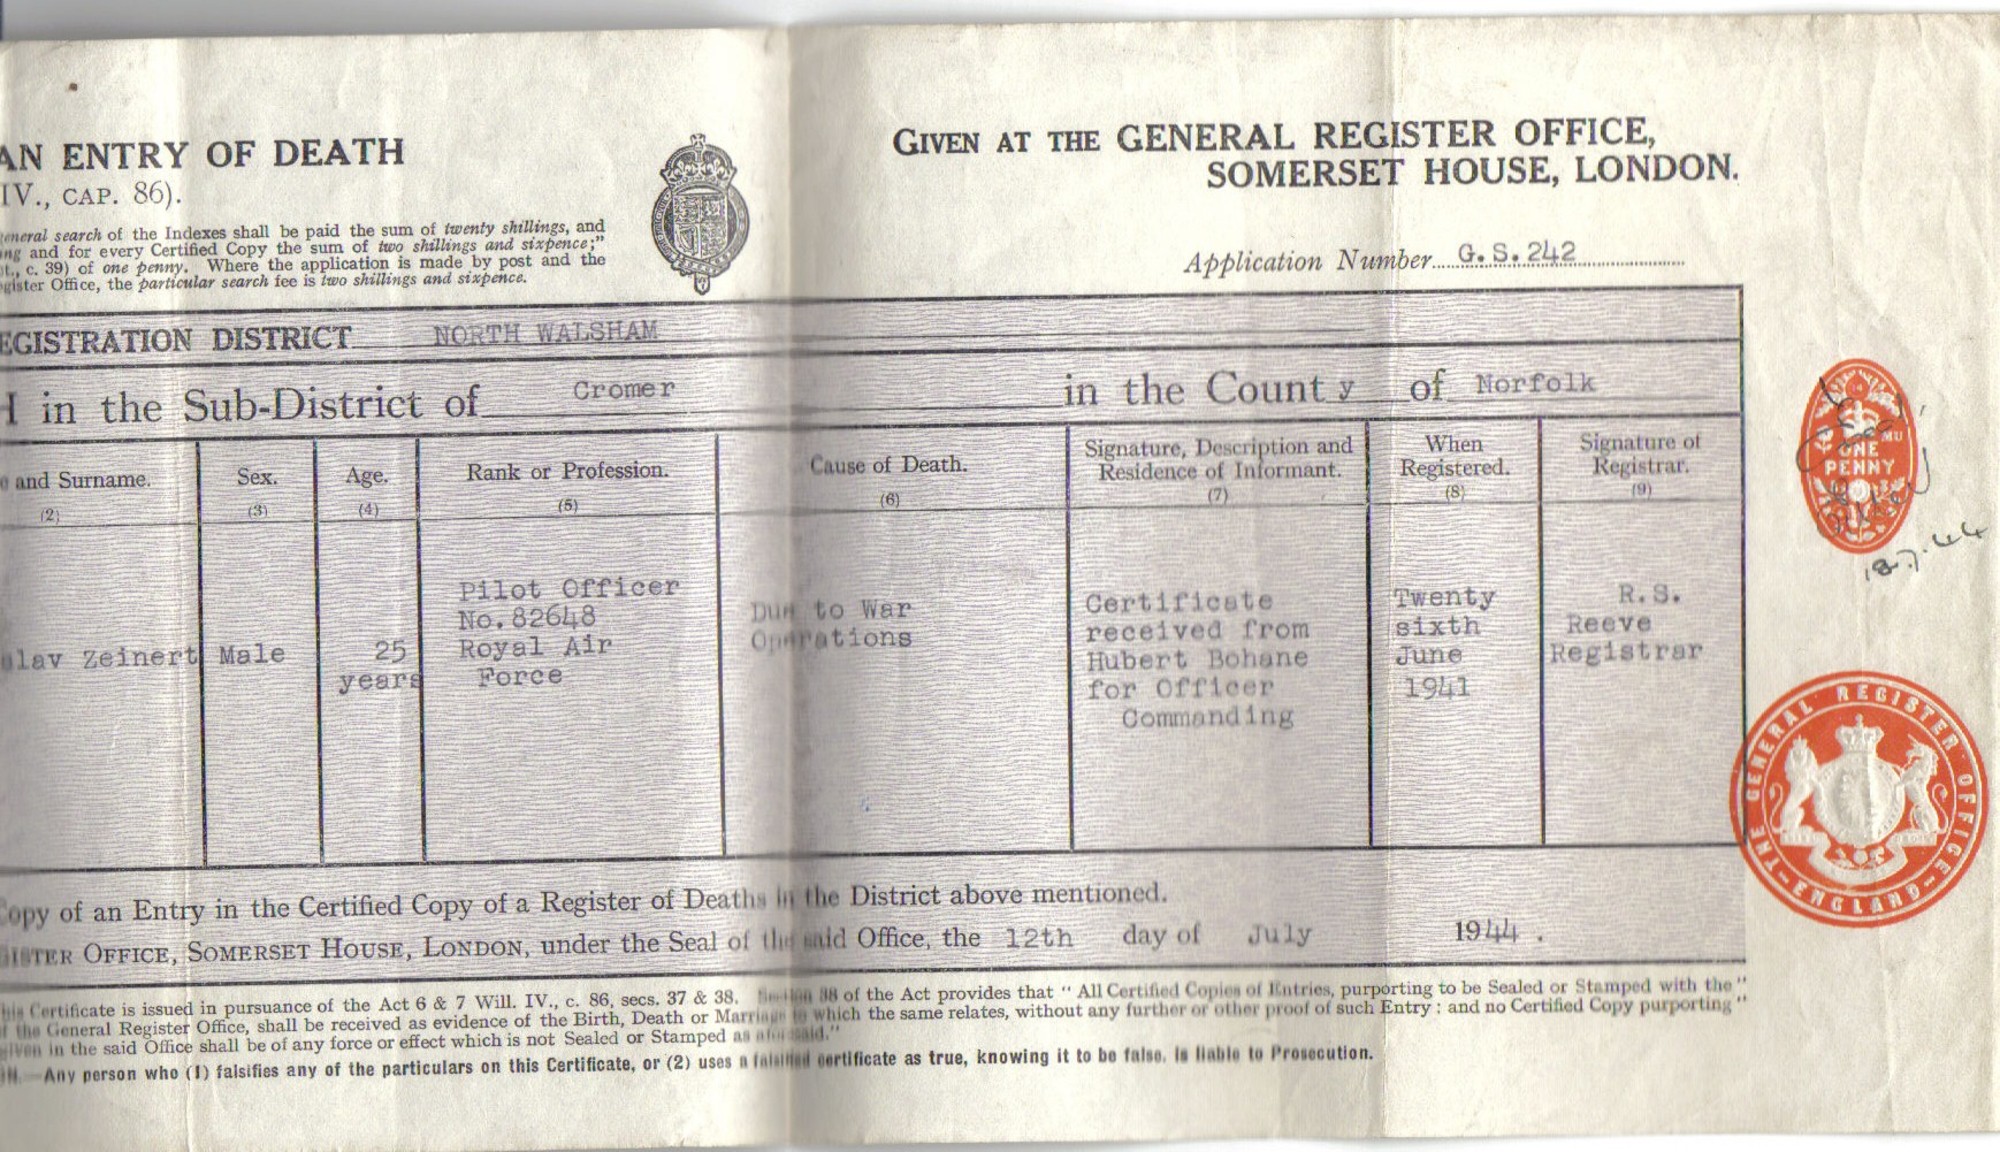 AN ENTRY OF DEATH
IV., CAP. 86).
general search of the Indexes shall be paid the sum of twenty shillings, and
and for every Certified Copy the sum of two shillings and sixpence;"
c. 39) of one penny. Where the application is made by post and the
Office, the particular search fee is two shillings and sixpence.
GIVEN AT THE GENERAL REGISTER OFFICE,
SOMERSET HOUSE, LONDON.
Application Number G.S.242
EGISTRATION DISTRICT NORTH WALSHAM
H in the Sub-District of Cromer in the County of Norfolk
and Surname. Sex. Age. Rank or Profession. Cause of Death. Signature, Description and Residence of Informant. When Registered. Signature of Registrar.
(2) (3) (4) (5) (6) (7) (8) (9)
slav Zeinert
Male
25
years
Pilot Officer
No.82648
Royal Air
Force
Due to War
Operations
Certificate
received from
Hubert Bohane
for Officer
Commanding
Twenty
sixth
June
1941
R.S.
Reeve
Registrar
MU
ONE
PENNY
18.7.44
THE GENERAL REGISTER OFFICE
ENGLAND
Copy of an Entry in the Certified Copy of a Register of Deaths in the District above mentioned.
ISTER OFFICE, SOMERSET HOUSE, LONDON, under the Seal of the said Office, the 12th day of July 1944.
Certificate is issued in pursuance of the Act 6 & 7 Will. IV., c. 86, secs. 37 & 38. Section 38 of the Act provides that "All Certified Copies of Entries, purporting to be Sealed or Stamped with the"
the General Register Office, shall be received as evidence of the Birth, Death or Marriage to which the same relates, without any further or other proof of such Entry: and no Certified Copy purporting"
given in the said Office shall be of any force or effect which is not Sealed or Stamped as aforesaid."
Any person who (1) falsifies any of the particulars on this Certificate, or (2) uses a falsified certificate as true, knowing it to be false, is liable to Prosecution.